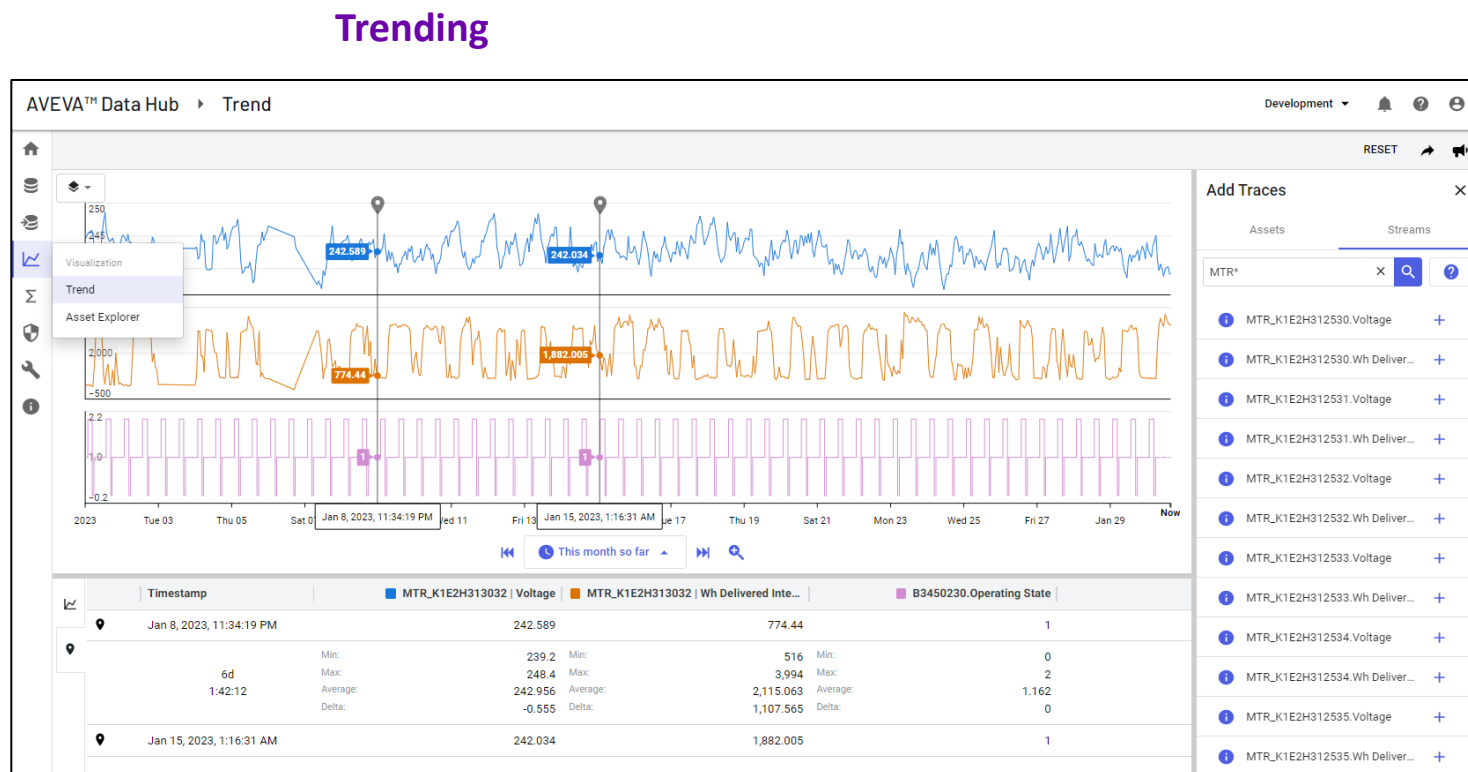 Trending
AVEVA™ Data Hub Trend
Development
RESET
Add Traces
Assets Streams
MTR*
MTR_K1E2H312530.Voltage
MTR_K1E2H312530.Wh Deliver...
MTR_K1E2H312531.Voltage
MTR_K1E2H312531.Wh Deliver...
MTR_K1E2H312532.Voltage
MTR_K1E2H312532.Wh Deliver...
MTR_K1E2H312533.Voltage
MTR_K1E2H312533.Wh Deliver...
MTR_K1E2H312534.Voltage
MTR_K1E2H312534.Wh Deliver...
MTR_K1E2H312535.Voltage
MTR_K1E2H312535.Wh Deliver...
Visualization
Trend
Asset Explorer
250
245
242.589
242.034
2,000
1,882.005
774.44
-500
2.2
1.0
1
1
-0.2
2023 Tue 03 Thu 05 Sat 0 Jan 8, 2023, 11:34:19 PM ed 11 Fri 13 Jan 15, 2023, 1:16:31 AM ue 17 Thu 19 Sat 21 Mon 23 Wed 25 Fri 27 Jan 29 Now
This month so far
Timestamp MTR_K1E2H313032 | Voltage MTR_K1E2H313032 | Wh Delivered Inte... B3450230.Operating State
Jan 8, 2023, 11:34:19 PM 242.589 774.44 1
Min: 239.2 Min: 516 Min: 0
6d Max: 248.4 Max: 3,994 Max: 2
1:42:12 Average: 242.956 Average: 2,115.063 Average: 1.162
Delta: -0.555 Delta: 1,107.565 Delta: 0
Jan 15, 2023, 1:16:31 AM 242.034 1,882.005 1